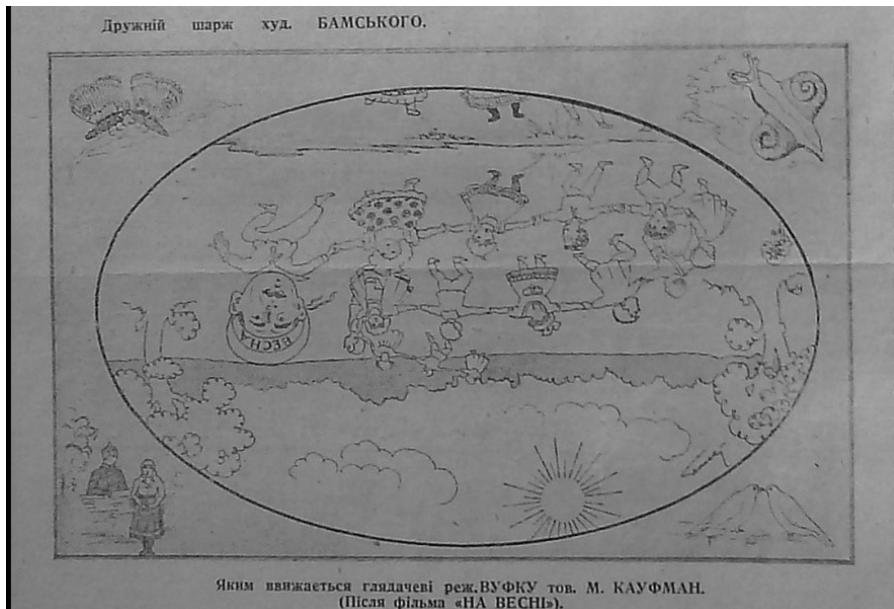 Дружній шарж худ. БАМСЬКОГО.
ВЕСНА
Яким ввижається глядачеві реж. ВУФКУ тов. М. КАУФМАН.
(Після фільма «НА ВЕСНІ»).